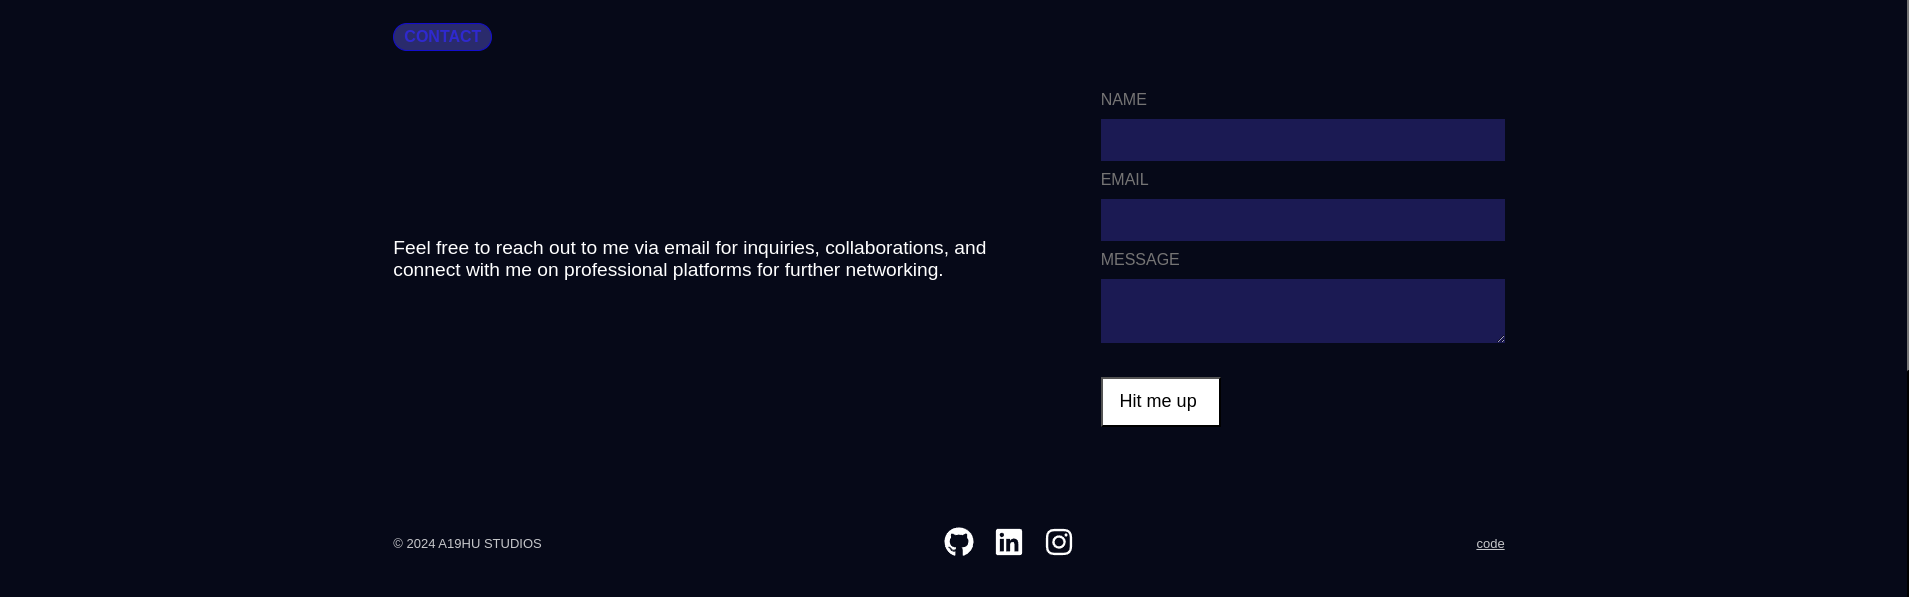 CONTACT
Feel free to reach out to me via email for inquiries, collaborations, and
connect with me on professional platforms for further networking.
NAME
EMAIL
MESSAGE
Hit me up
© 2024 A19HU STUDIOS
in
code